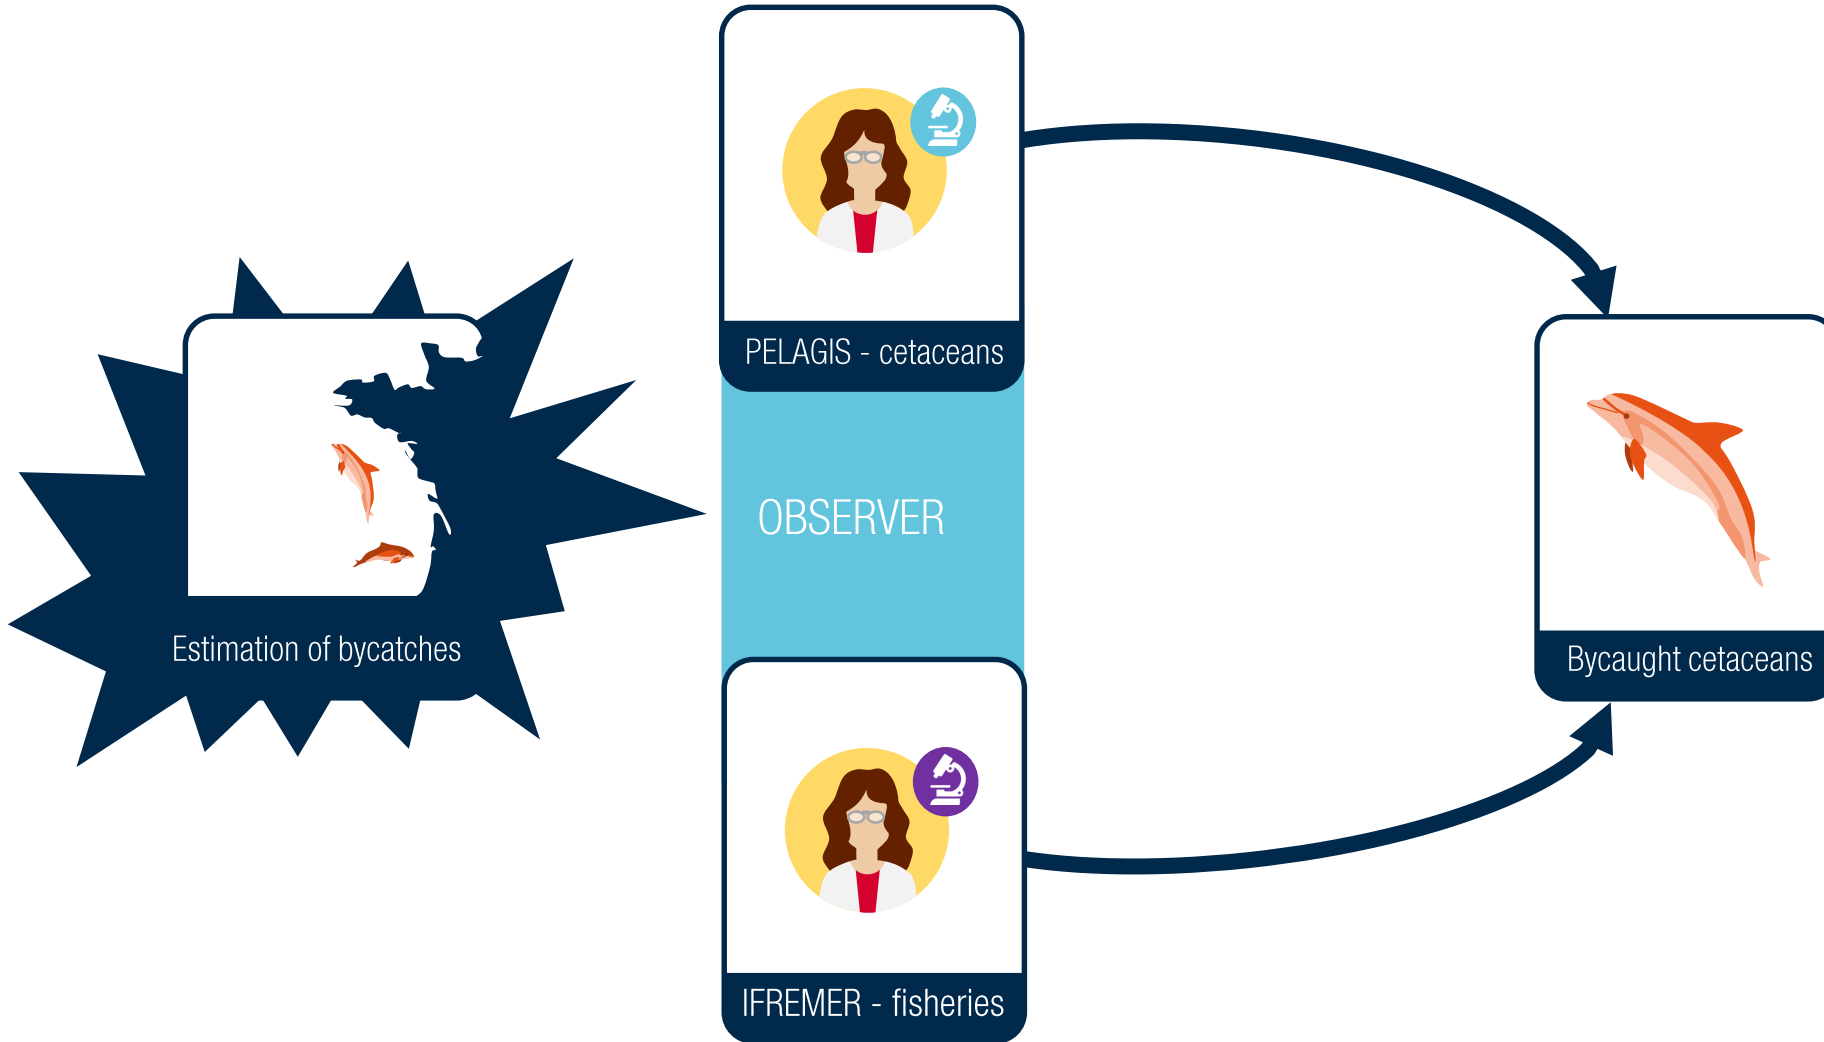 PELAGIS - cetaceans
OBSERVER
Estimation of bycatches
Bycaught cetaceans
IFREMER - fisheries